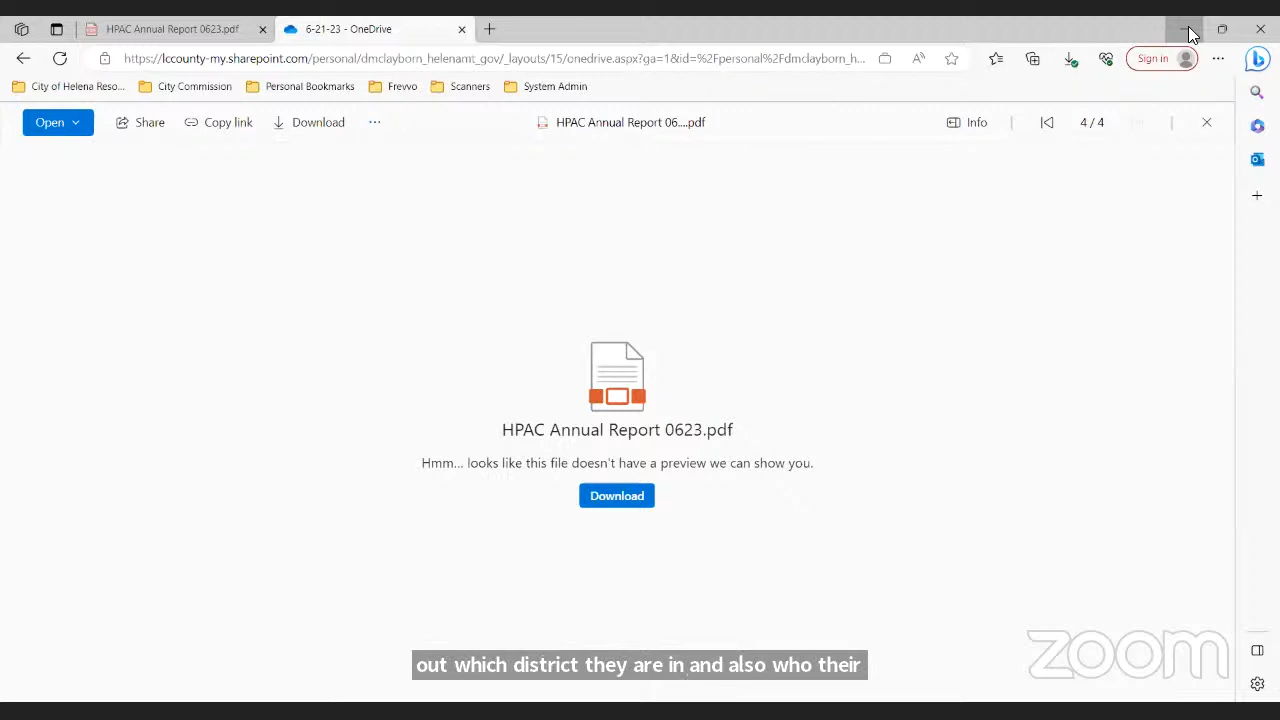 HPAC Annual Report 0623.pdf
6-21-23 - OneDrive
https://lccounty-my.sharepoint.com/personal/dmclayborn_helenamt_gov/_layouts/15/onedrive.aspx?ga=1&id=%2Fpersonal%2Fdmclayborn_h...
Sign in
City of Helena Reso...
City Commission
Personal Bookmarks
Frevvo
Scanners
System Admin
Open
Share
Copy link
Download
...
HPAC Annual Report 06....pdf
Info
4 / 4
HPAC Annual Report 0623.pdf
Hmm... looks like this file doesn't have a preview we can show you.
Download
out which district they are in and also who their
zoom